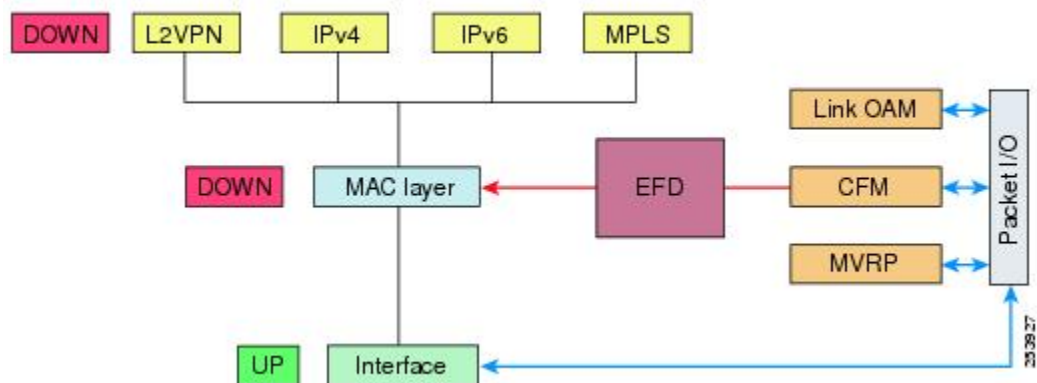 DOWN
L2VPN
IPv4
IPv6
MPLS
Link OAM
DOWN
MAC layer
EFD
CFM
Packet I/O
MVRP
UP
Interface
253927